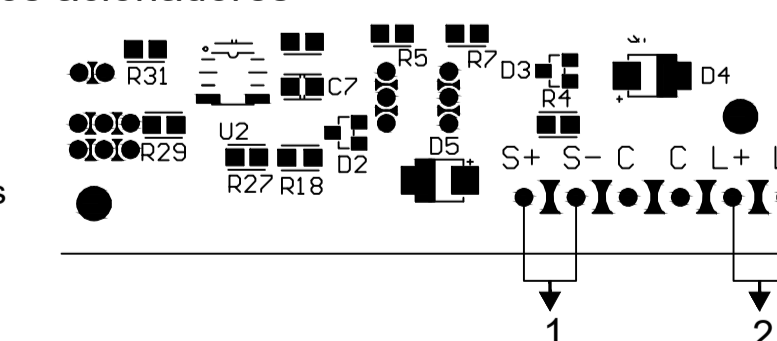 R5 R7
R31 D3 D4
C7 R4
U2 R29 D5
D2
R27 R18
S+ S- C C L+
1 2